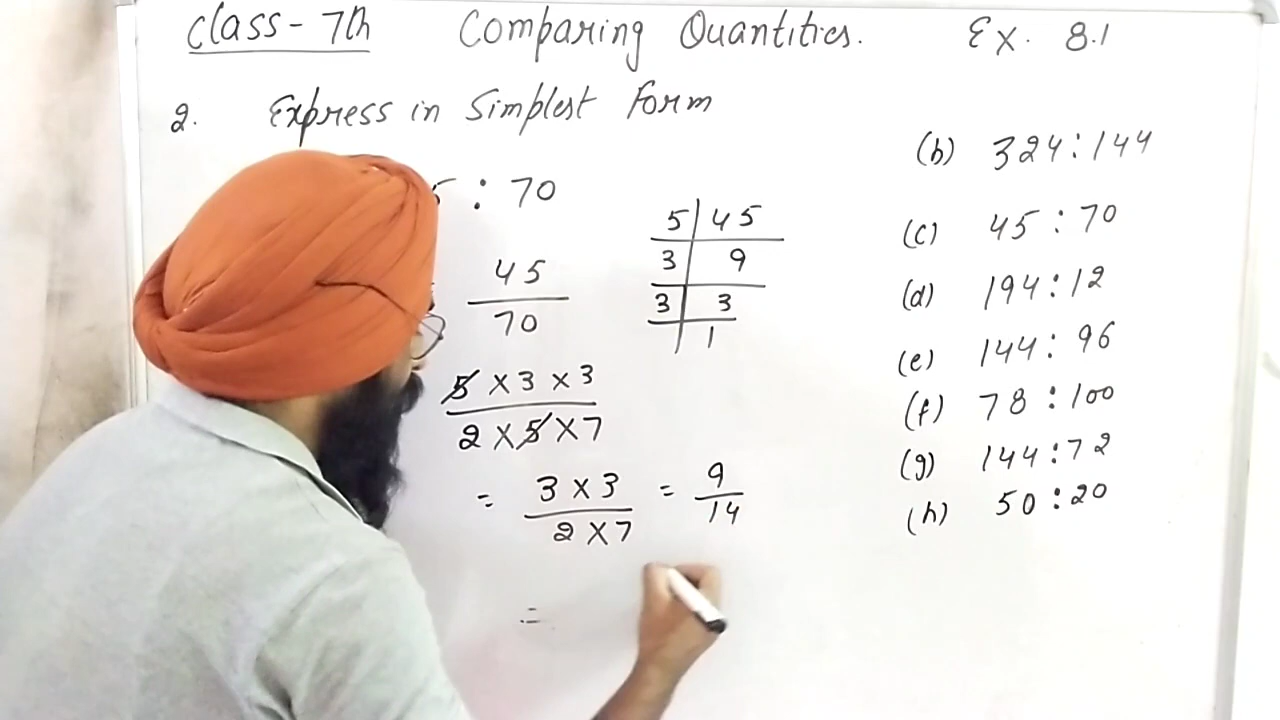 Class - 7th Comparing Quantities. Ex. 8.1
2. Express in Simplest form
5 : 70
45
70
5 × 3 × 3
2 × 5 × 7
= 3 × 3 = 9
2 × 7 14
=
5 45
3 9
3 3
1
(b) 324 : 144
(c) 45 : 70
(d) 194 : 12
(e) 144 : 96
(f) 78 : 100
(g) 144 : 72
(h) 50 : 20